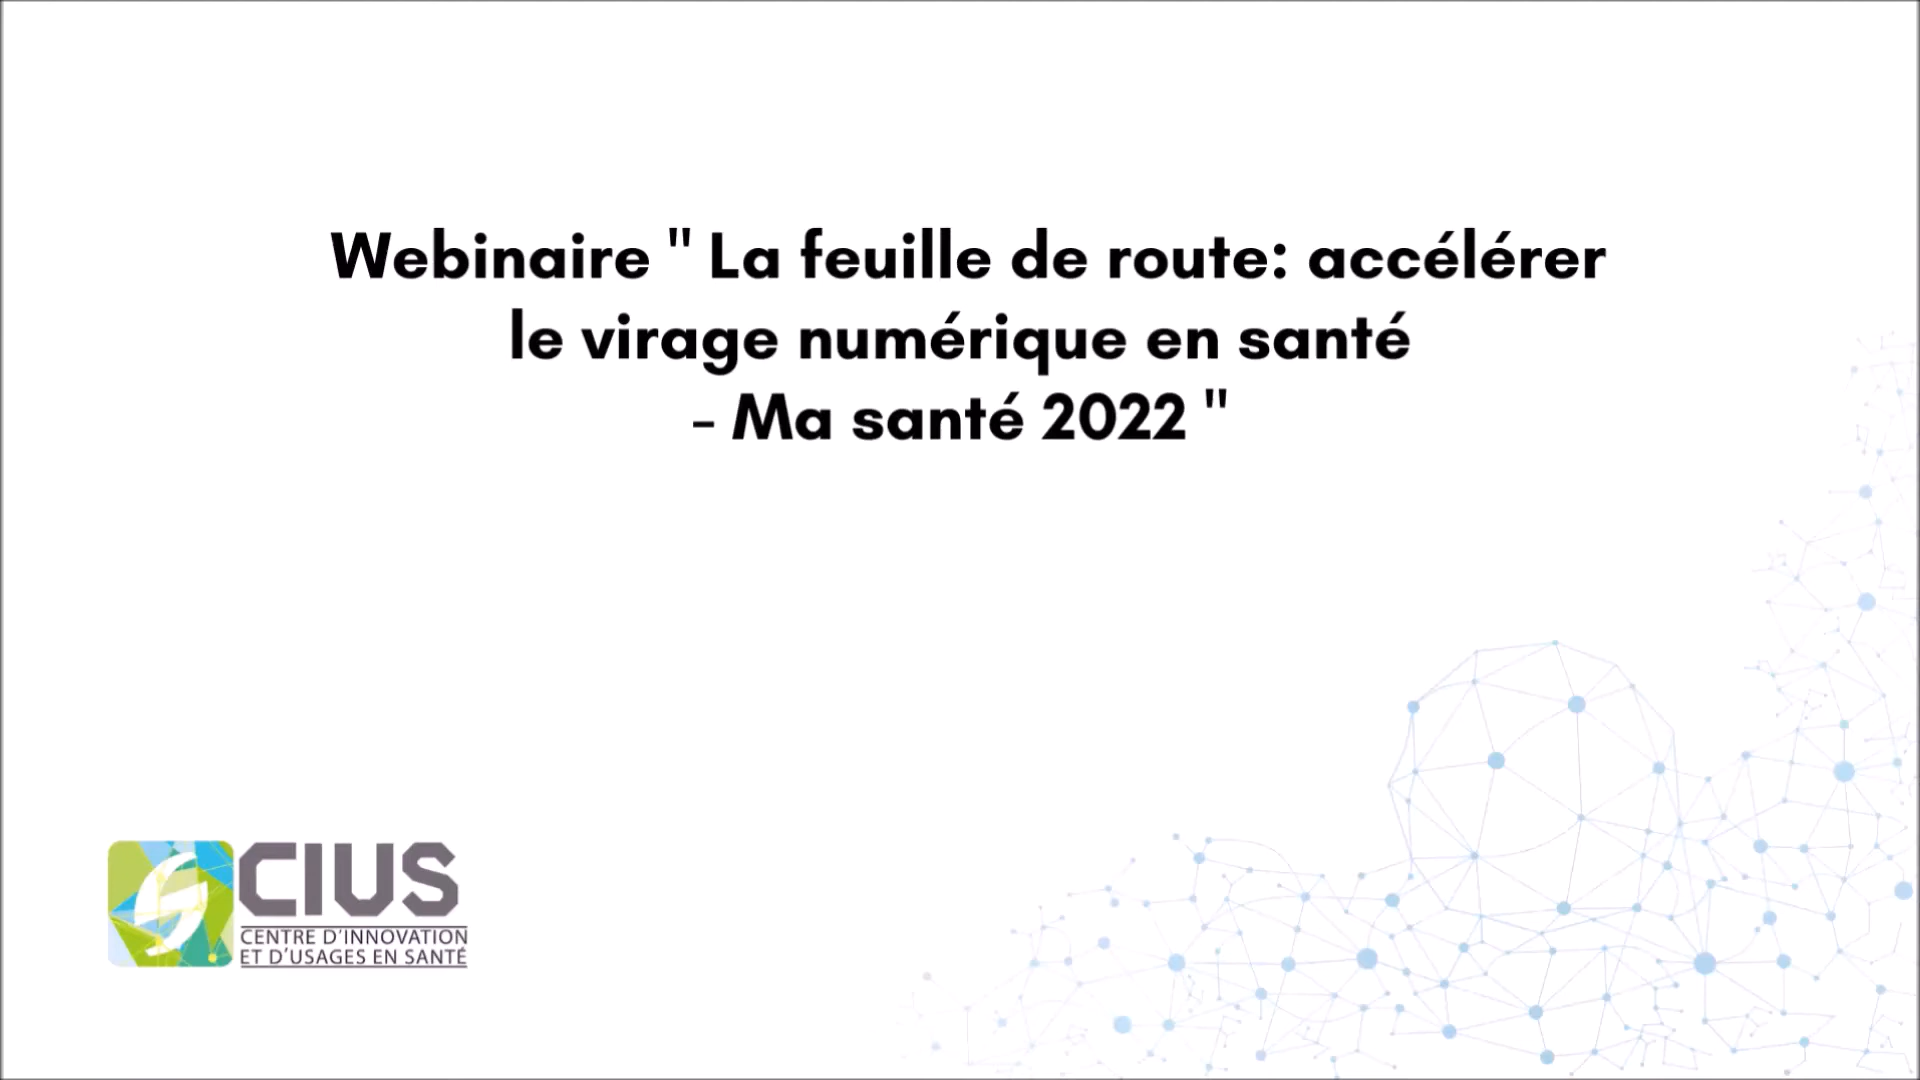 Webinaire " La feuille de route: accélérer
le virage numérique en santé
- Ma santé 2022 "
CIUS
CENTRE D'INNOVATION
ET D'USAGES EN SANTÉ